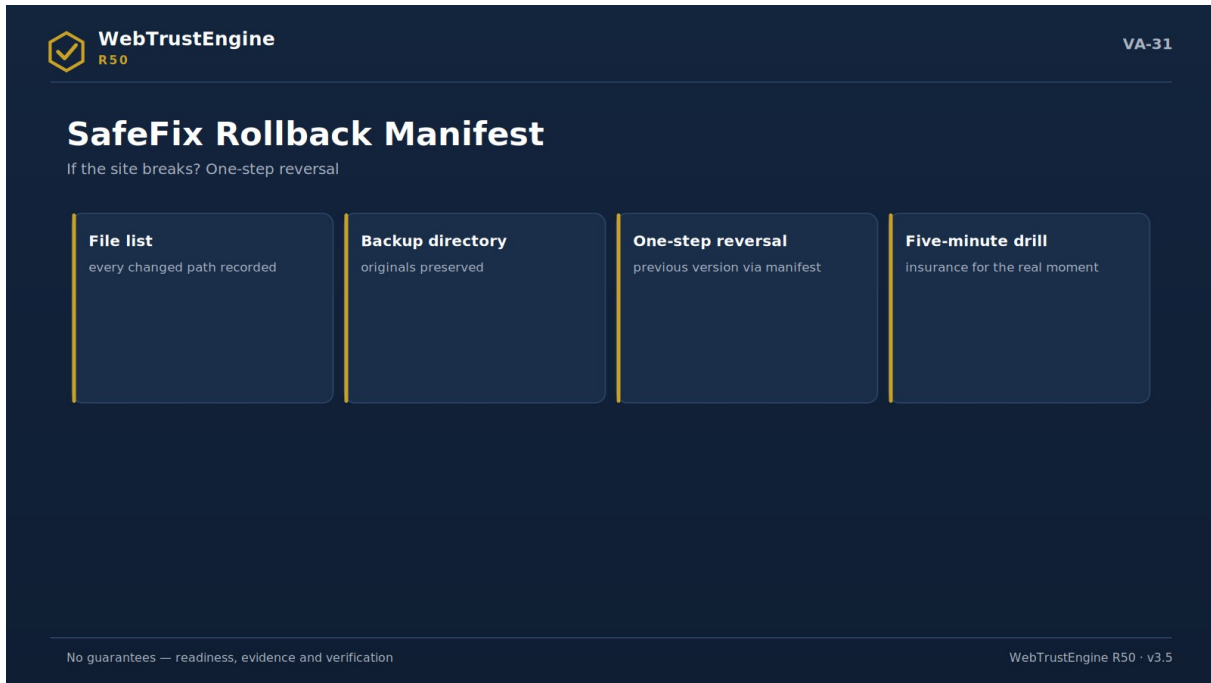 WebTrustEngine
R50
VA-31
SafeFix Rollback Manifest
If the site breaks? One-step reversal
File list
every changed path recorded
Backup directory
originals preserved
One-step reversal
previous version via manifest
Five-minute drill
insurance for the real moment
No guarantees — readiness, evidence and verification
WebTrustEngine R50 · v3.5